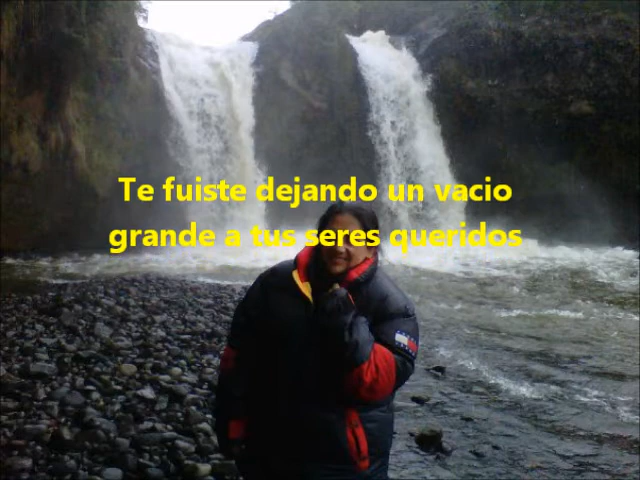 Te fuiste dejando un vacio
grande a tus seres queridos